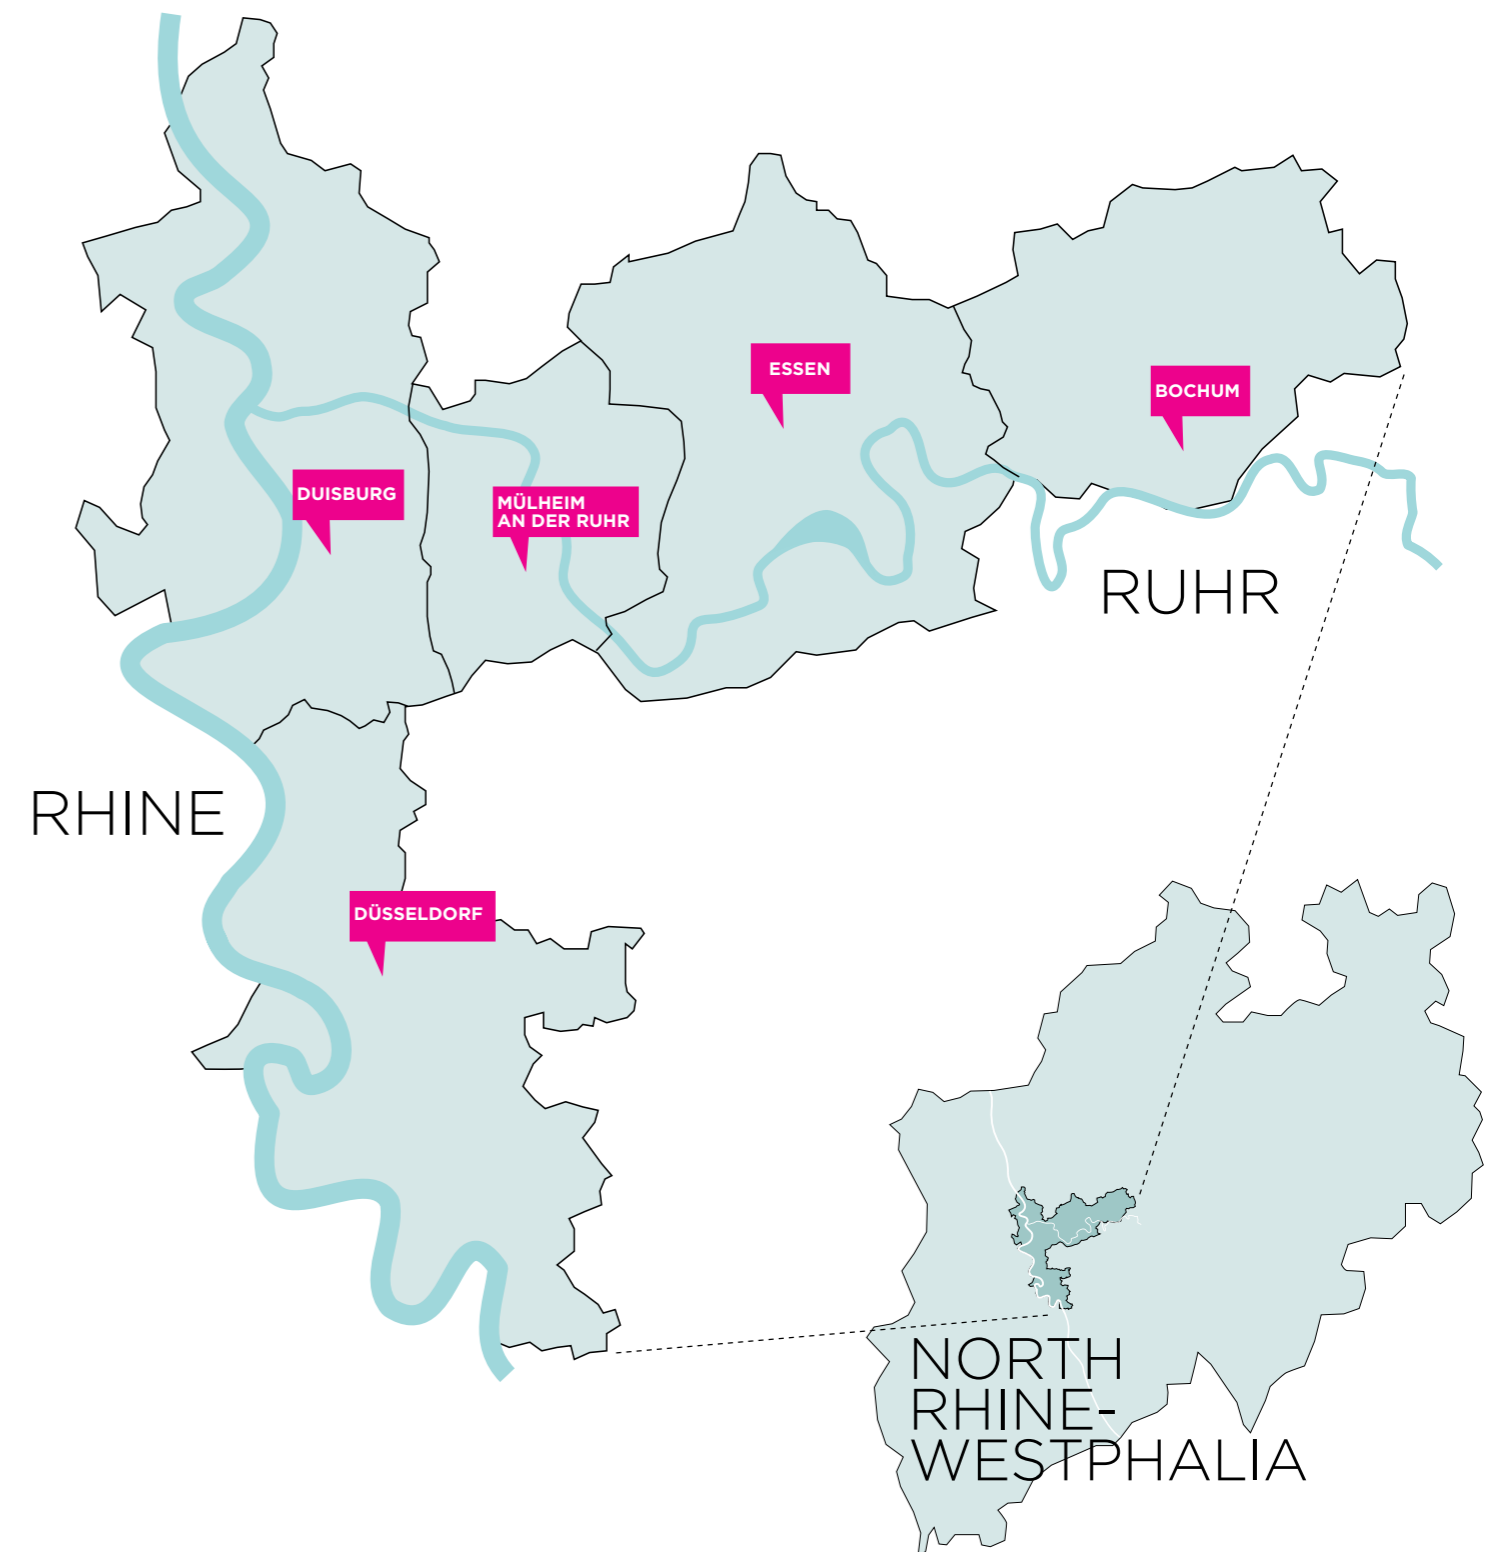 ESSEN
BOCHUM
DUISBURG
MÜLHEIM
AN DER RUHR
RUHR
RHINE
DÜSSELDORF
NORTH
RHINE-
WESTPHALIA